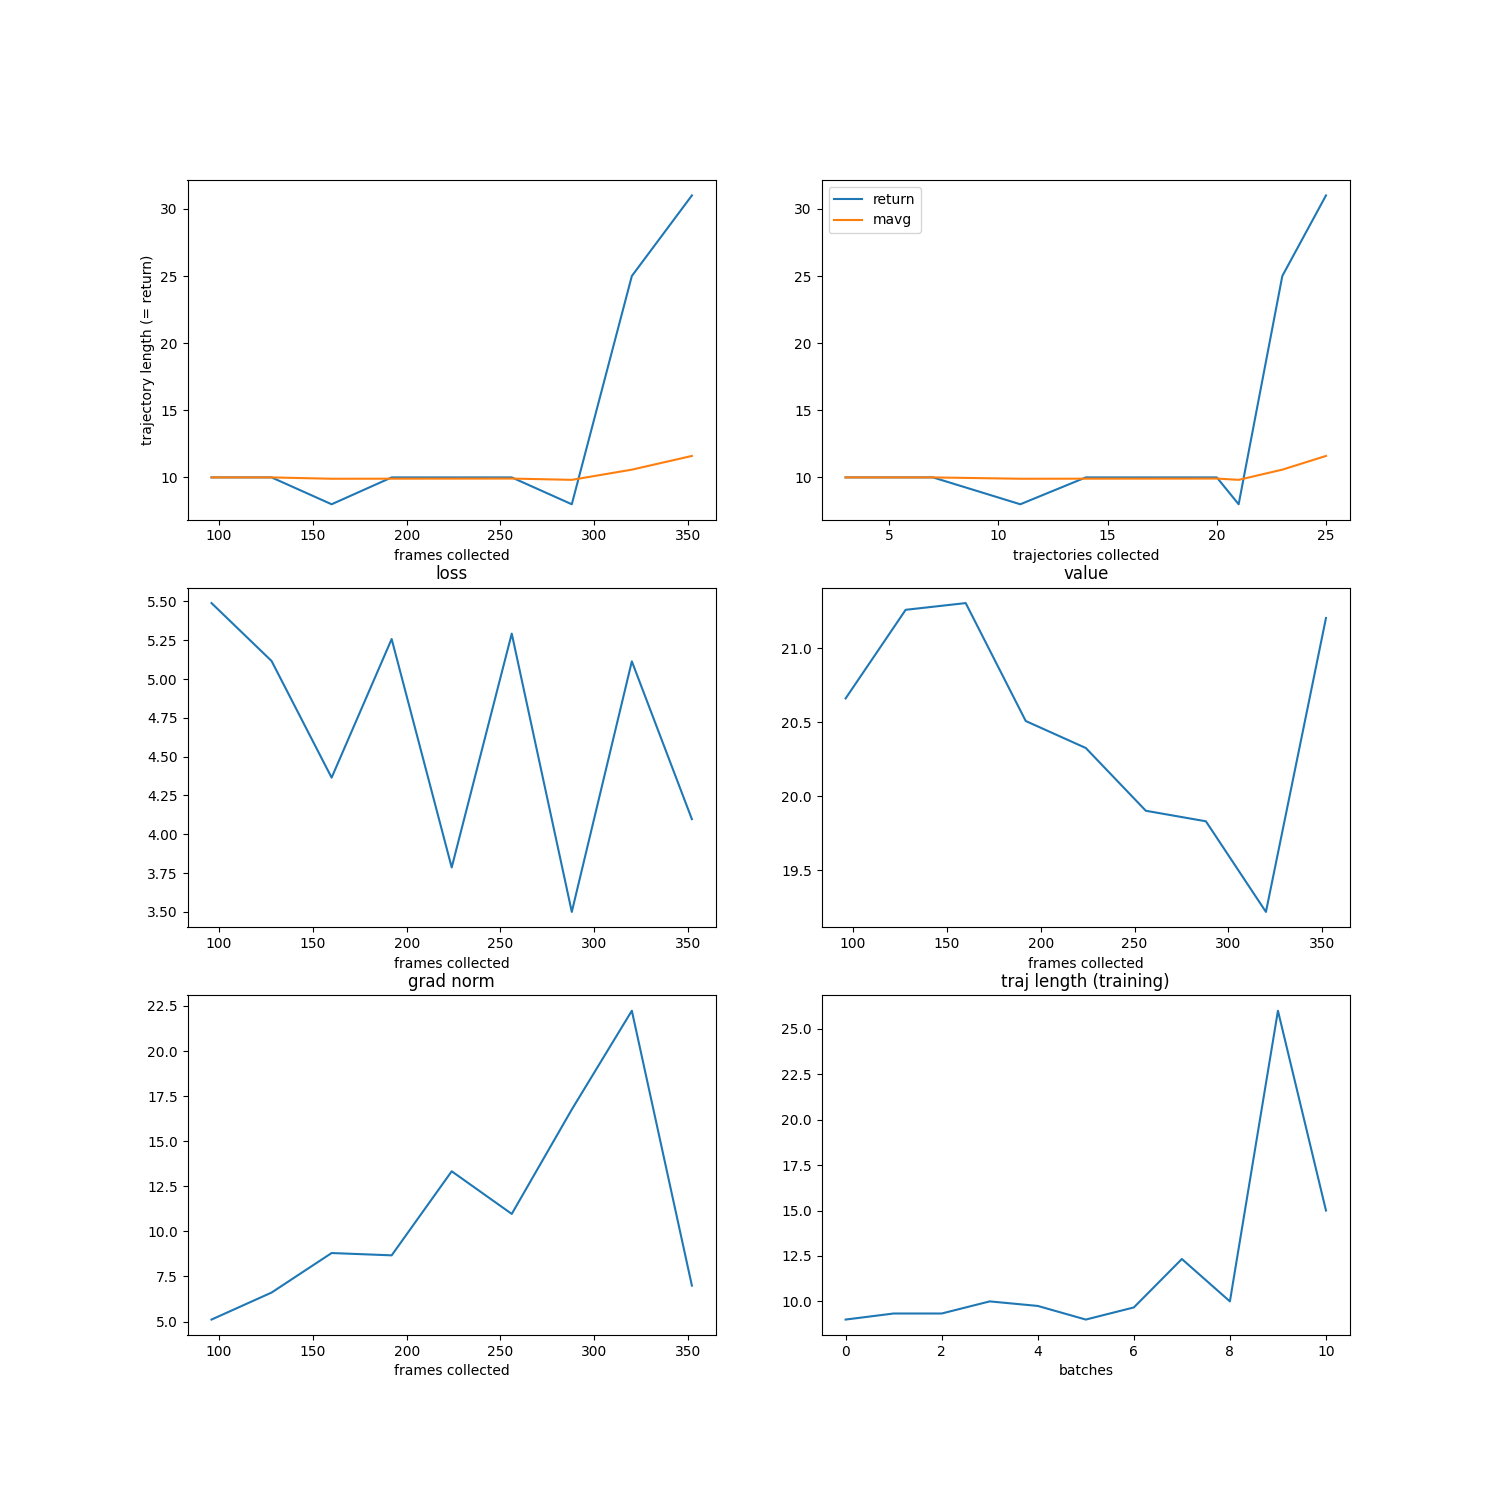 trajectory length (= return)
30
25
20
15
10
100 150 200 250 300 350
frames collected
return
mavg
30
25
20
15
10
5 10 15 20 25
trajectories collected
loss
5.50
5.25
5.00
4.75
4.50
4.25
4.00
3.75
3.50
100 150 200 250 300 350
frames collected
value
21.0
20.5
20.0
19.5
100 150 200 250 300 350
frames collected
grad norm
22.5
20.0
17.5
15.0
12.5
10.0
7.5
5.0
100 150 200 250 300 350
frames collected
traj length (training)
25.0
22.5
20.0
17.5
15.0
12.5
10.0
0 2 4 6 8 10
batches